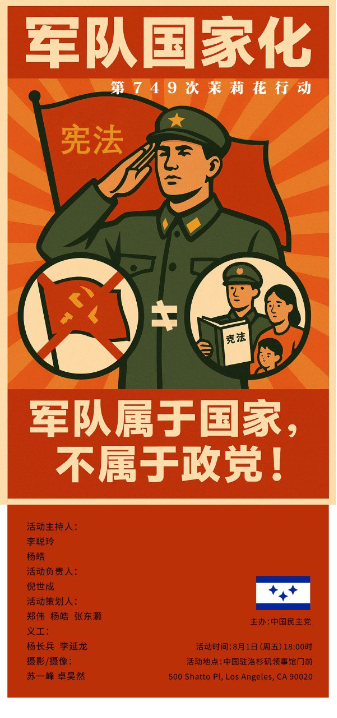 军队国家化
第749次茉莉花行动
宪法
宪法
军队属于国家，
不属于政党！
活动主持人：
李锐玲
杨皓
活动负责人：
倪世成
活动策划人：
郑伟 杨皓 张东灏
义工：
杨长兵 李延龙
摄影/摄像：
苏一峰 卓昊然
主办：中国民主党
活动时间：8月1日（周五）18:00时
活动地点：中国驻洛杉矶领事馆门前
500 Shatto Pl, Los Angeles, CA 90020